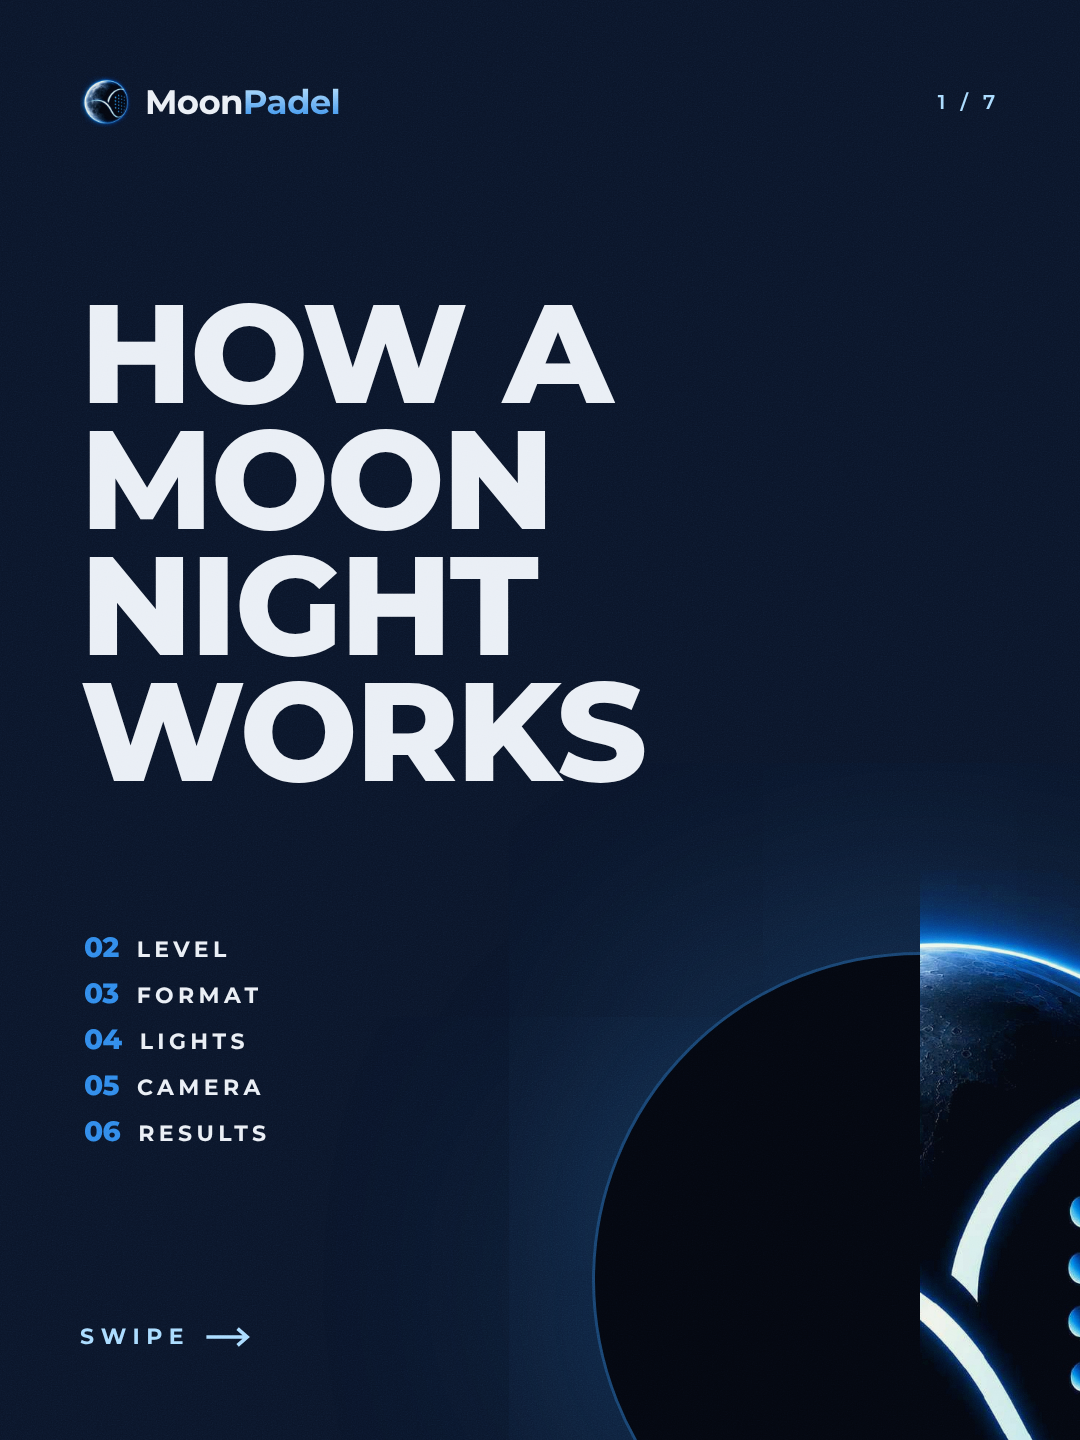 MoonPadel
1 / 7
HOW A
MOON
NIGHT
WORKS
02 LEVEL
03 FORMAT
04 LIGHTS
05 CAMERA
06 RESULTS
SWIPE →